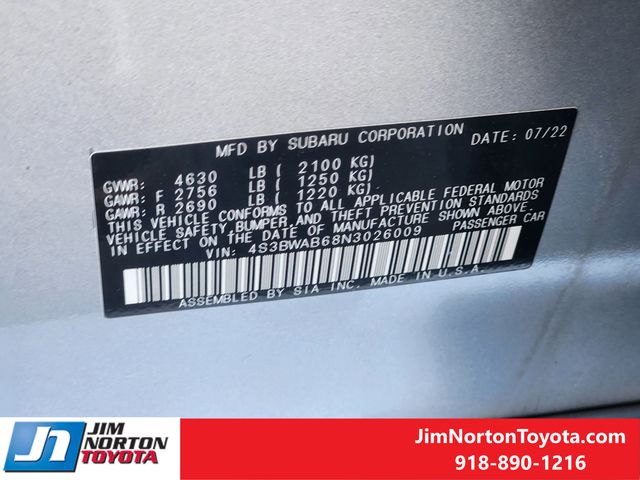 MFD BY SUBARU CORPORATION DATE: 07/22
GVWR: 4630 LB ( 2100 KG)
GAWR: F 2756 LB ( 1250 KG)
GAWR: R 2690 LB ( 1220 KG)
THIS VEHICLE CONFORMS TO ALL APPLICABLE FEDERAL MOTOR
VEHICLE SAFETY, BUMPER, AND THEFT PREVENTION STANDARDS
IN EFFECT ON THE DATE OF MANUFACTURE SHOWN ABOVE.
VIN: 4S3BWAB68N3026009 PASSENGER CAR
ASSEMBLED BY SIA INC. MADE IN U.S.A.
JIM
NORTON
TOYOTA
JimNortonToyota.com
918-890-1216